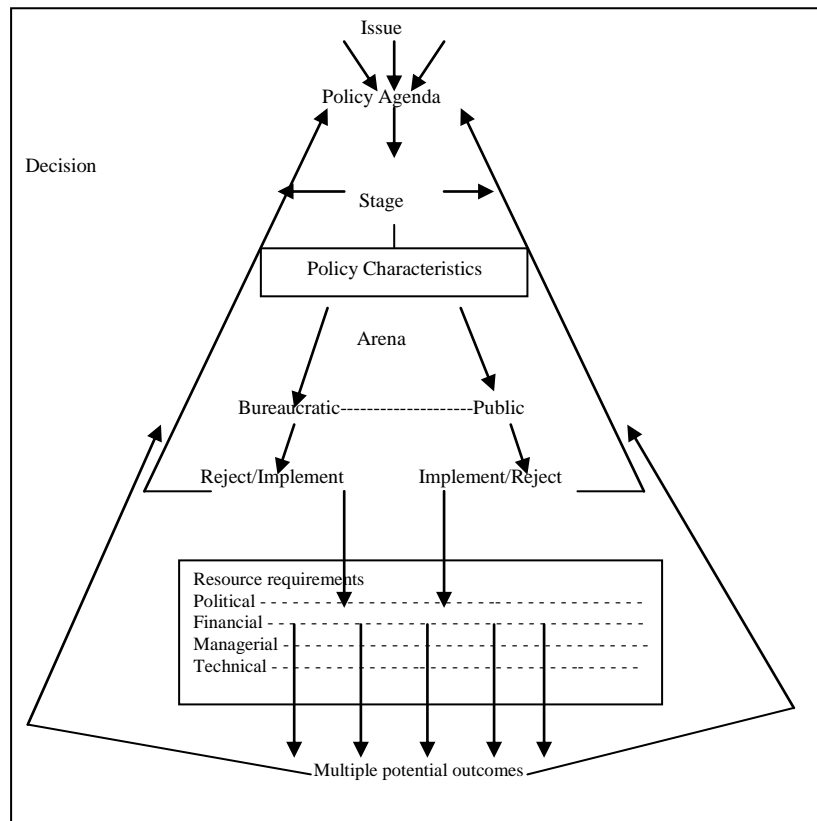 Issue
Policy Agenda
Decision
Stage
Policy Characteristics
Arena
Bureaucratic--------------------Public
Reject/Implement Implement/Reject
Resource requirements
Political
Financial
Managerial
Technical
Multiple potential outcomes